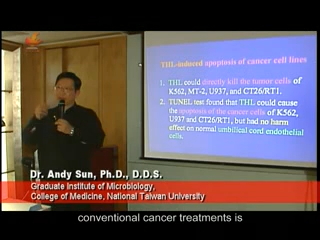 THL-induced apoptosis of cancer cell lines
1. THL could directly kill the tumor cells of
K562, MT-2, U937, and CT26/RT1.
2. TUNEL test found that THL could cause
the apoptosis of the cancer cells of K562,
U937 and CT26/RT1, but had no harm
effect on normal umbilical cord endothelial
cells.
Dr. Andy Sun, Ph.D., D.D.S.
Graduate Institute of Microbiology,
College of Medicine, National Taiwan University
conventional cancer treatments is